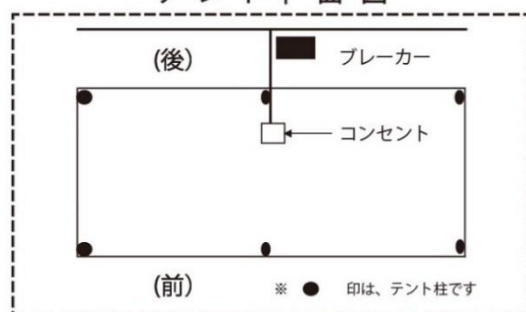 (後)
ブレーカー
コンセント
(前)
※ ● 印は、テント柱です